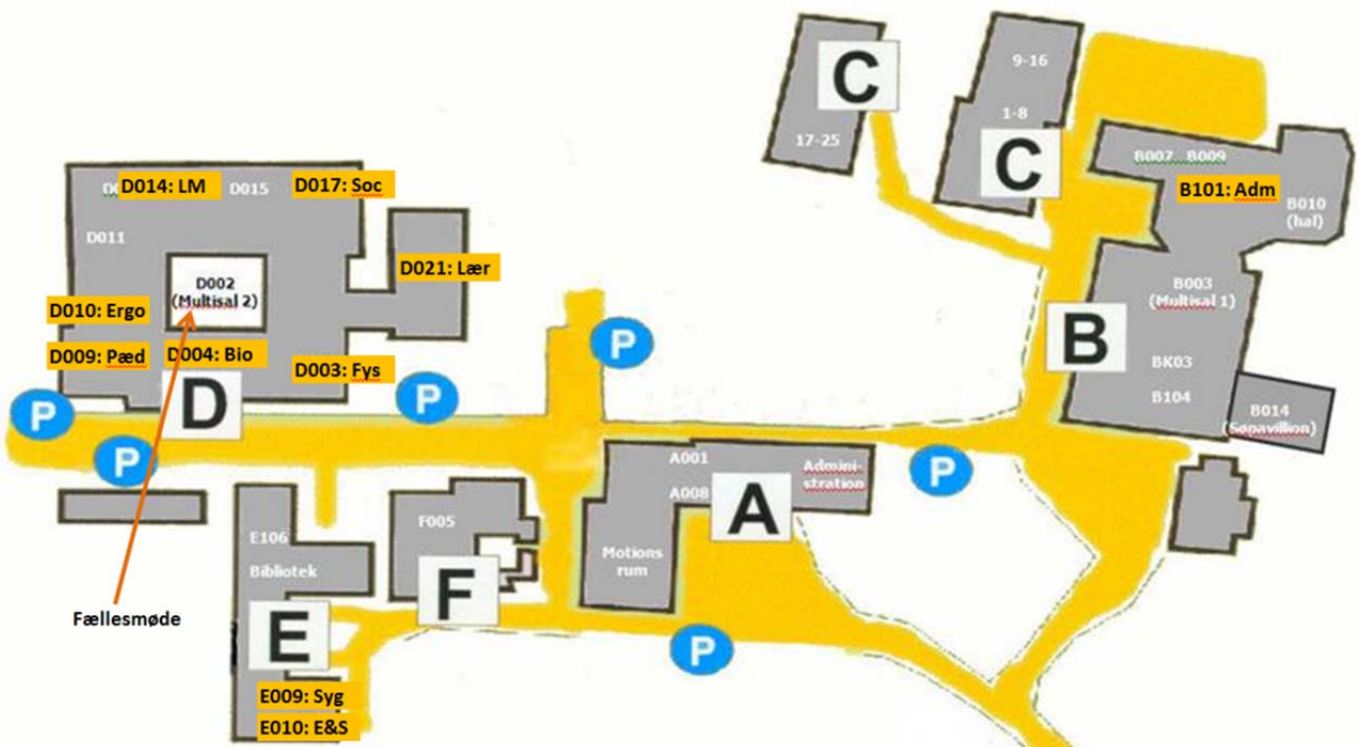 C
17-25
9-16
1-8
C
B007 B009
B101: Adm
B010
(hal)
B003
(Multisal 1)
B
BK03
B104
B014
(Søpavillion)
D014: LM
D015
D017: Soc
D011
D021: Lær
D002
(Multisal 2)
D010: Ergo
D009: Pæd
D004: Bio
D003: Fys
D
P
P
P
P
P
P
A001
Admini-
stration
A008
A
Motions
rum
F005
F
E106
Bibliotek
E
Fællesmøde
E009: Syg
E010: E&S